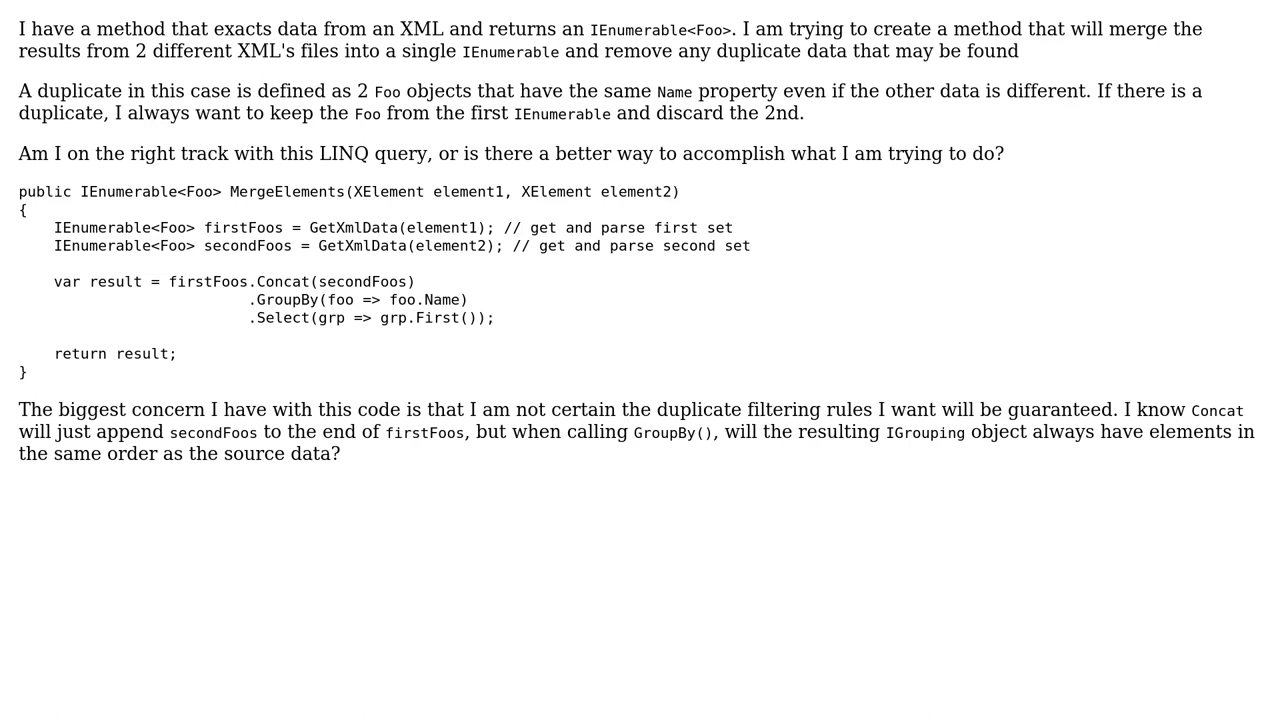 I have a method that exacts data from an XML and returns an IEnumerable<Foo>. I am trying to create a method that will merge the
results from 2 different XML's files into a single IEnumerable and remove any duplicate data that may be found
A duplicate in this case is defined as 2 Foo objects that have the same Name property even if the other data is different. If there is a
duplicate, I always want to keep the Foo from the first IEnumerable and discard the 2nd.
Am I on the right track with this LINQ query, or is there a better way to accomplish what I am trying to do?
public IEnumerable<Foo> MergeElements(XElement element1, XElement element2)
{
    IEnumerable<Foo> firstFoos = GetXmlData(element1); // get and parse first set
    IEnumerable<Foo> secondFoos = GetXmlData(element2); // get and parse second set
    var result = firstFoos.Concat(secondFoos)
                          .GroupBy(foo => foo.Name)
                          .Select(grp => grp.First());
    return result;
}
The biggest concern I have with this code is that I am not certain the duplicate filtering rules I want will be guaranteed. I know Concat
will just append secondFoos to the end of firstFoos, but when calling GroupBy(), will the resulting IGrouping object always have elements in
the same order as the source data?